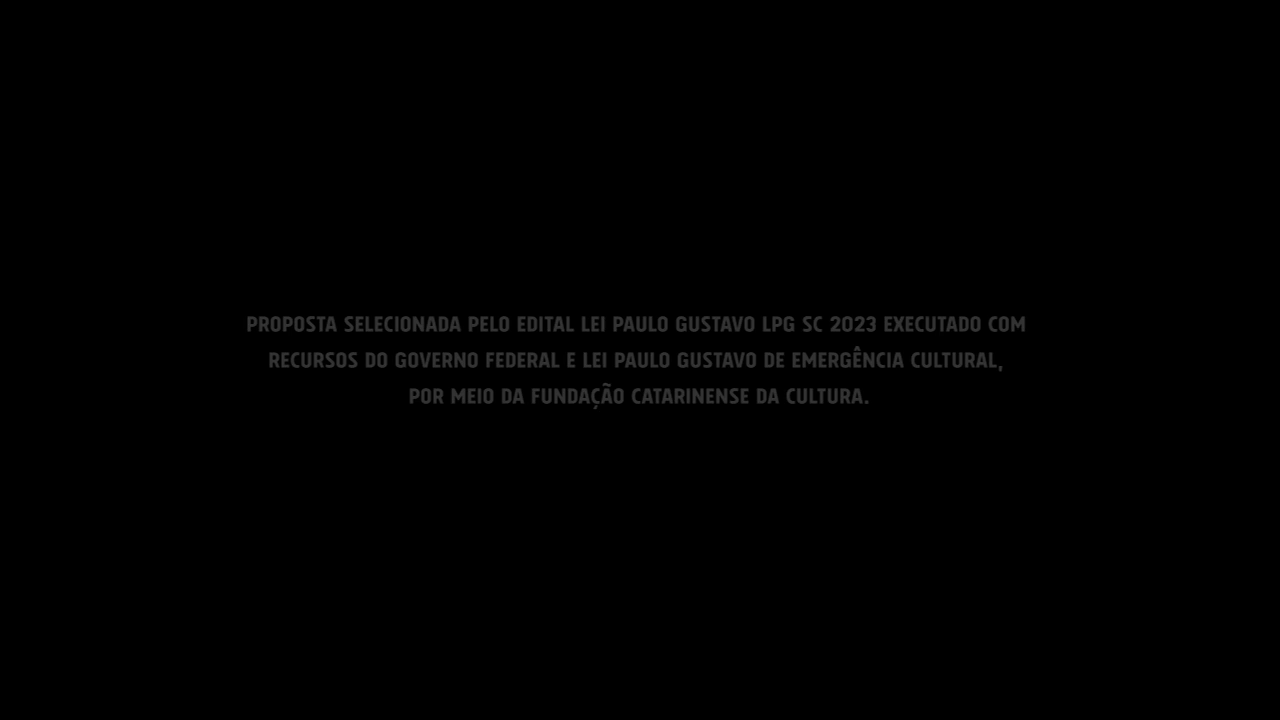 PROPOSTA SELECIONADA PELO EDITAL LEI PAULO GUSTAVO LPG SC 2023 EXECUTADO COM
RECURSOS DO GOVERNO FEDERAL E LEI PAULO GUSTAVO DE EMERGÊNCIA CULTURAL,
POR MEIO DA FUNDAÇÃO CATARINENSE DA CULTURA.